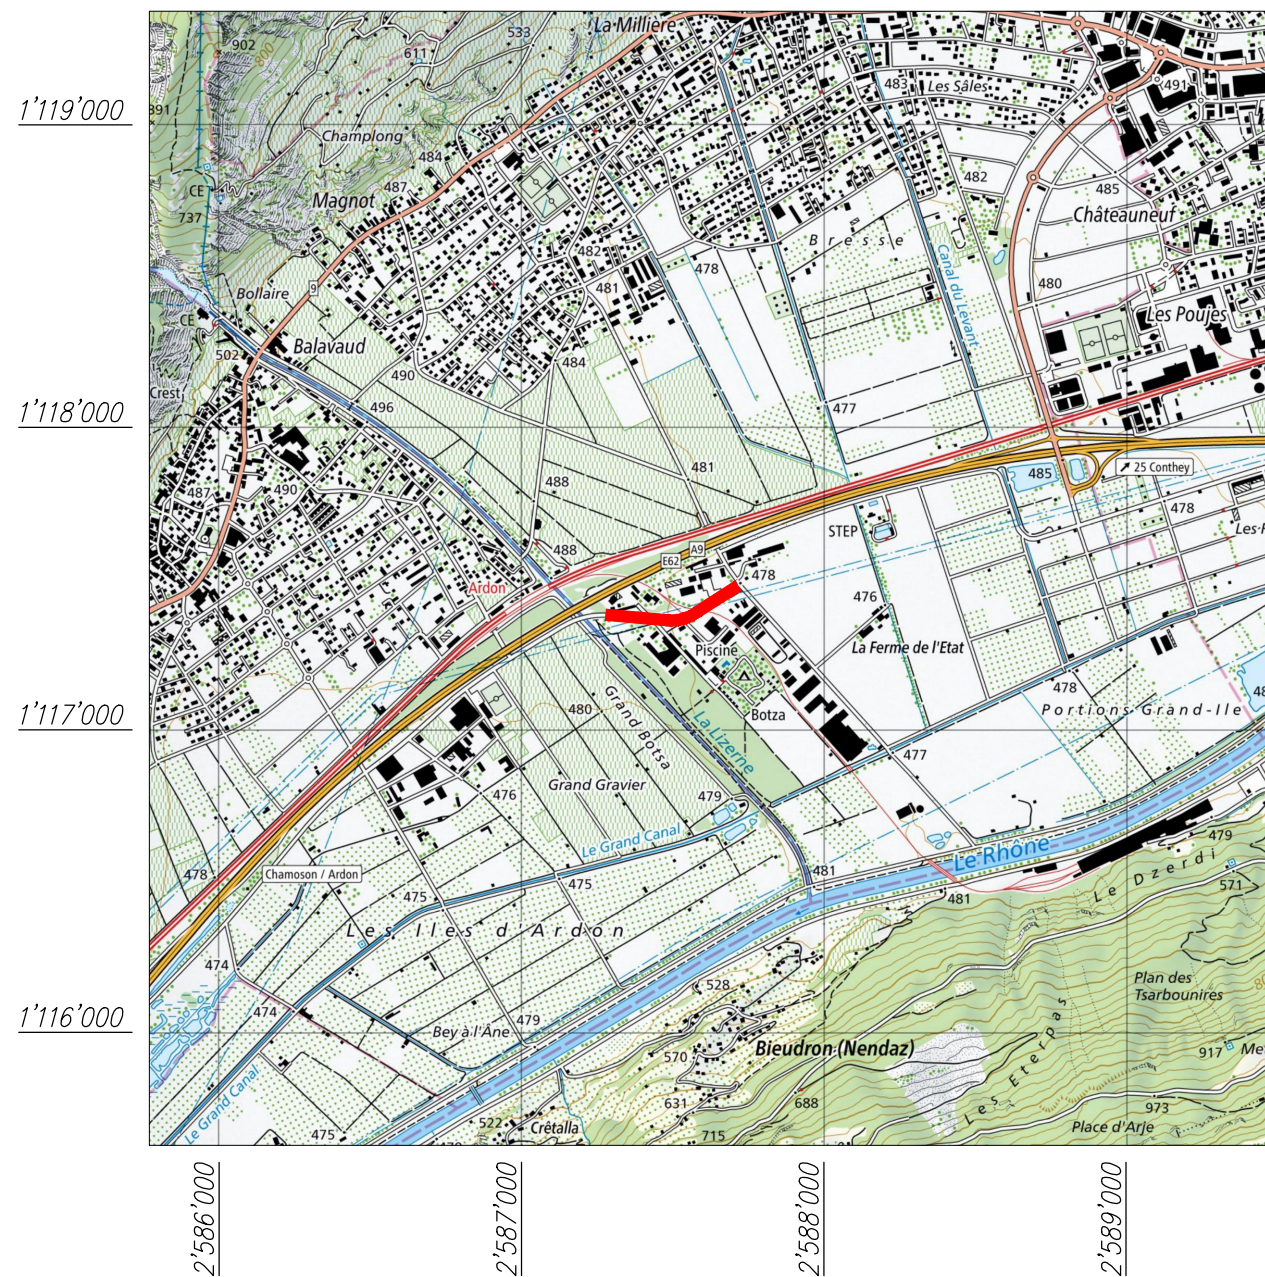 La Millière
902
533
800
611
1'119'000
891
483
Les Sâles
491
Champlong
484
CE
487
482
485
Magnot
737
Châteauneuf
Bresse
482
478
Canal du Levant
480
481
Bollaire
9
CE
Les Poujes
502
Balavaud
484
490
Crest
496
477
1'118'000
481
485
25 Conthey
488
487
490
478
STEP
Les-
488
A9
E62
478
Ardon
476
Piscine
La Ferme de l'Etat
478
48
Grand Botsa
480
La Lizerne
Botza
Portions-Grand-Ile
1'117'000
477
Grand Gravier
476
479
Le Grand Canal
479
Le Rhône
478
Chamoson / Ardon
475
481
Le Dzerdi
571
475
481
Les Iles d'Ardon
474
Plan des
Tsarbounires
528
80
474
479
1'116'000
Bey à l'Âne
570
Bieudron (Nendaz)
917
Me
Les Eterpas
Le Grand Canal
631
688
973
522
Crêtalla
475
715
Place d'Arje
2'586'000
2'587'000
2'588'000
2'589'000